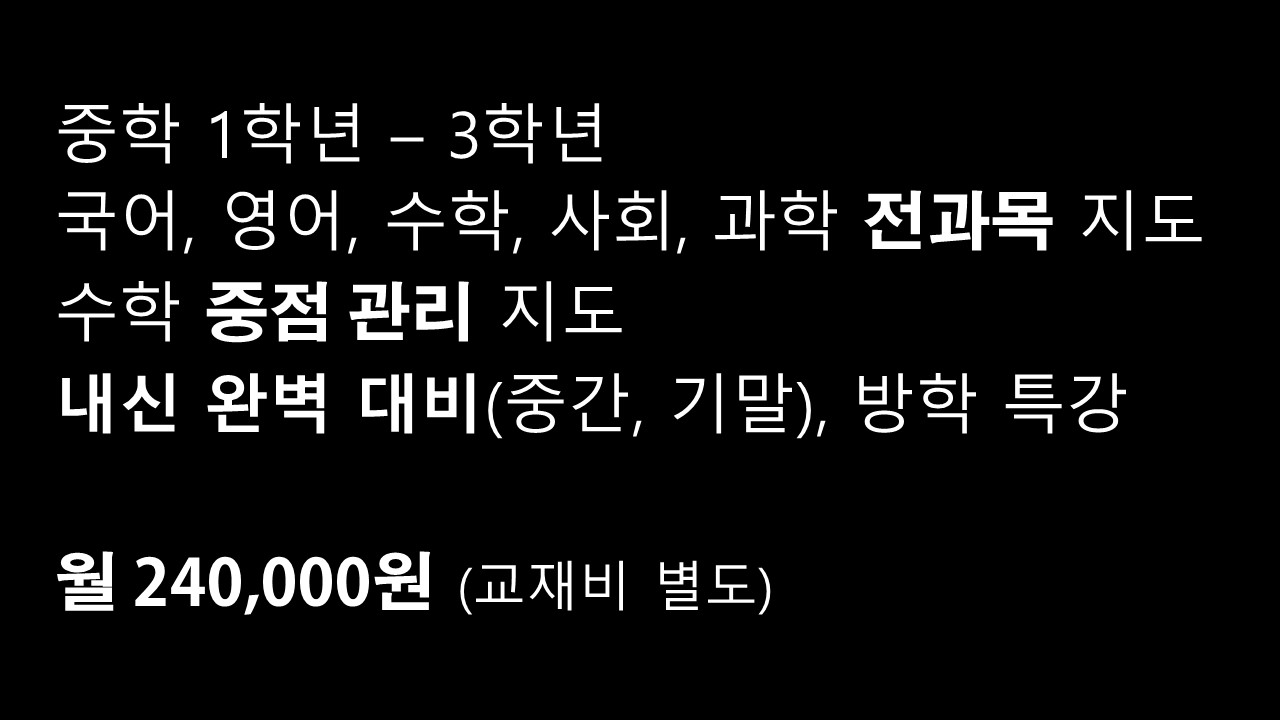 중학 1학년 – 3학년
국어, 영어, 수학, 사회, 과학 전과목 지도
수학 중점 관리 지도
내신 완벽 대비(중간, 기말), 방학 특강
월 240,000원 (교재비 별도)